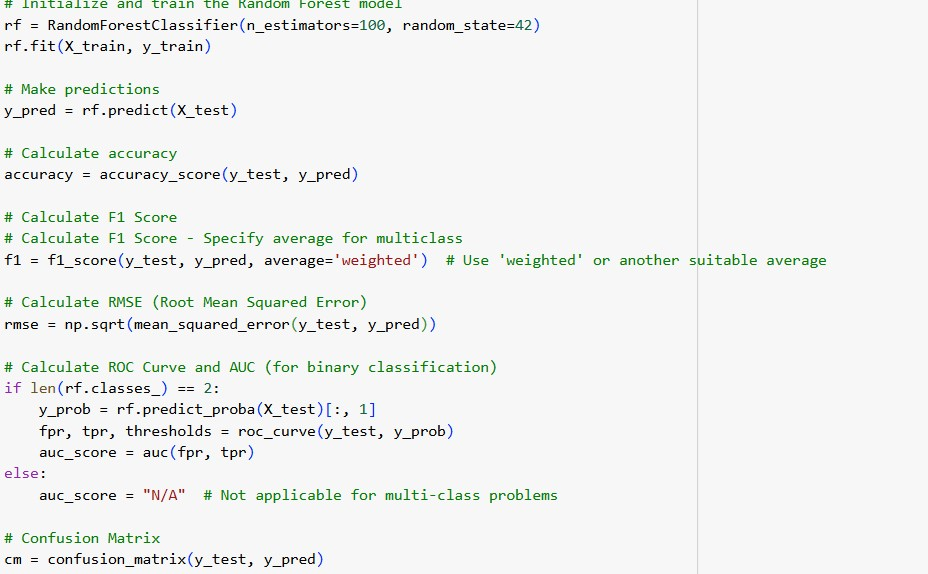 # Initialize and train the Random Forest model
rf = RandomForestClassifier(n_estimators=100, random_state=42)
rf.fit(X_train, y_train)
# Make predictions
y_pred = rf.predict(X_test)
# Calculate accuracy
accuracy = accuracy_score(y_test, y_pred)
# Calculate F1 Score
# Calculate F1 Score - Specify average for multiclass
f1 = f1_score(y_test, y_pred, average='weighted')  # Use 'weighted' or another suitable average
# Calculate RMSE (Root Mean Squared Error)
rmse = np.sqrt(mean_squared_error(y_test, y_pred))
# Calculate ROC Curve and AUC (for binary classification)
if len(rf.classes_) == 2:
    y_prob = rf.predict_proba(X_test)[:, 1]
    fpr, tpr, thresholds = roc_curve(y_test, y_prob)
    auc_score = auc(fpr, tpr)
else:
    auc_score = "N/A"  # Not applicable for multi-class problems
# Confusion Matrix
cm = confusion_matrix(y_test, y_pred)